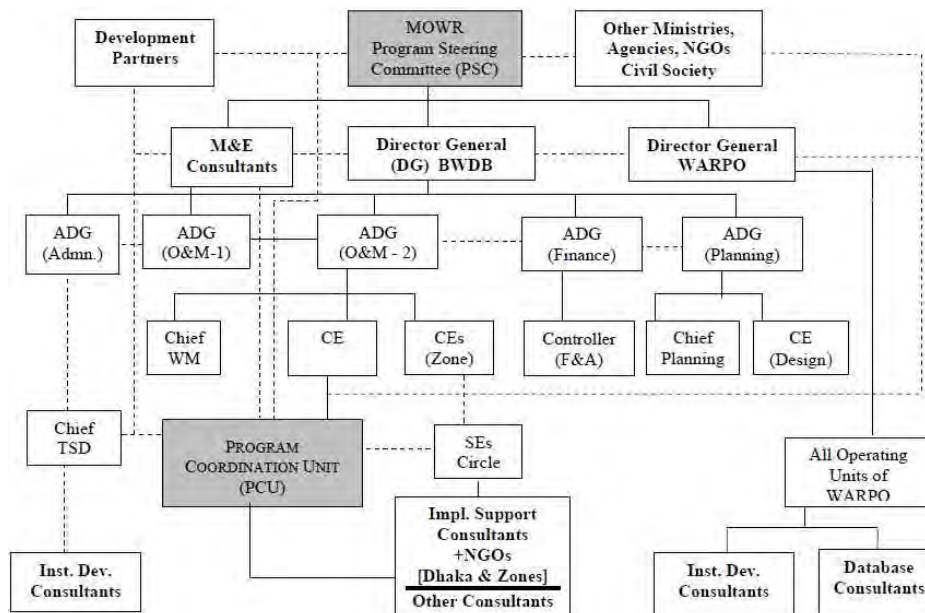 Development
Partners
MOWR
Program Steering
Committee (PSC)
Other Ministries,
Agencies, NGOs
Civil Society
M&E
Consultants
Director General
(DG) BWDB
Director General
WARPO
ADG
(Admn.)
ADG
(O&M-1)
ADG
(O&M - 2)
ADG
(Finance)
ADG
(Planning)
Chief
WM
CE
CEs
(Zone)
Controller
(F&A)
Chief
Planning
CE
(Design)
Chief
TSD
PROGRAM
COORDINATION UNIT
(PCU)
SEs
Circle
All Operating
Units of
WARPO
Inst. Dev.
Consultants
Impl. Support
Consultants
+NGOs
[Dhaka & Zones]
Other Consultants
Inst. Dev.
Consultants
Database
Consultants